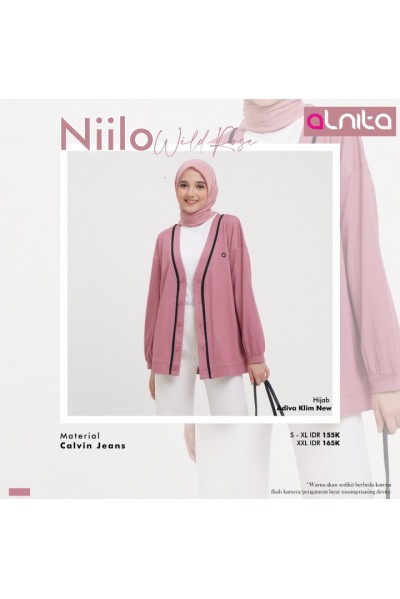 alnita
Niilo Wild Rose
Hijab
Adiva Klim New
Material
Calvin Jeans
S - XL IDR 155K
XXL IDR 165K
*Warna akan sedikit berbeda karena
flash kamera/pengaturan layar masing-masing device